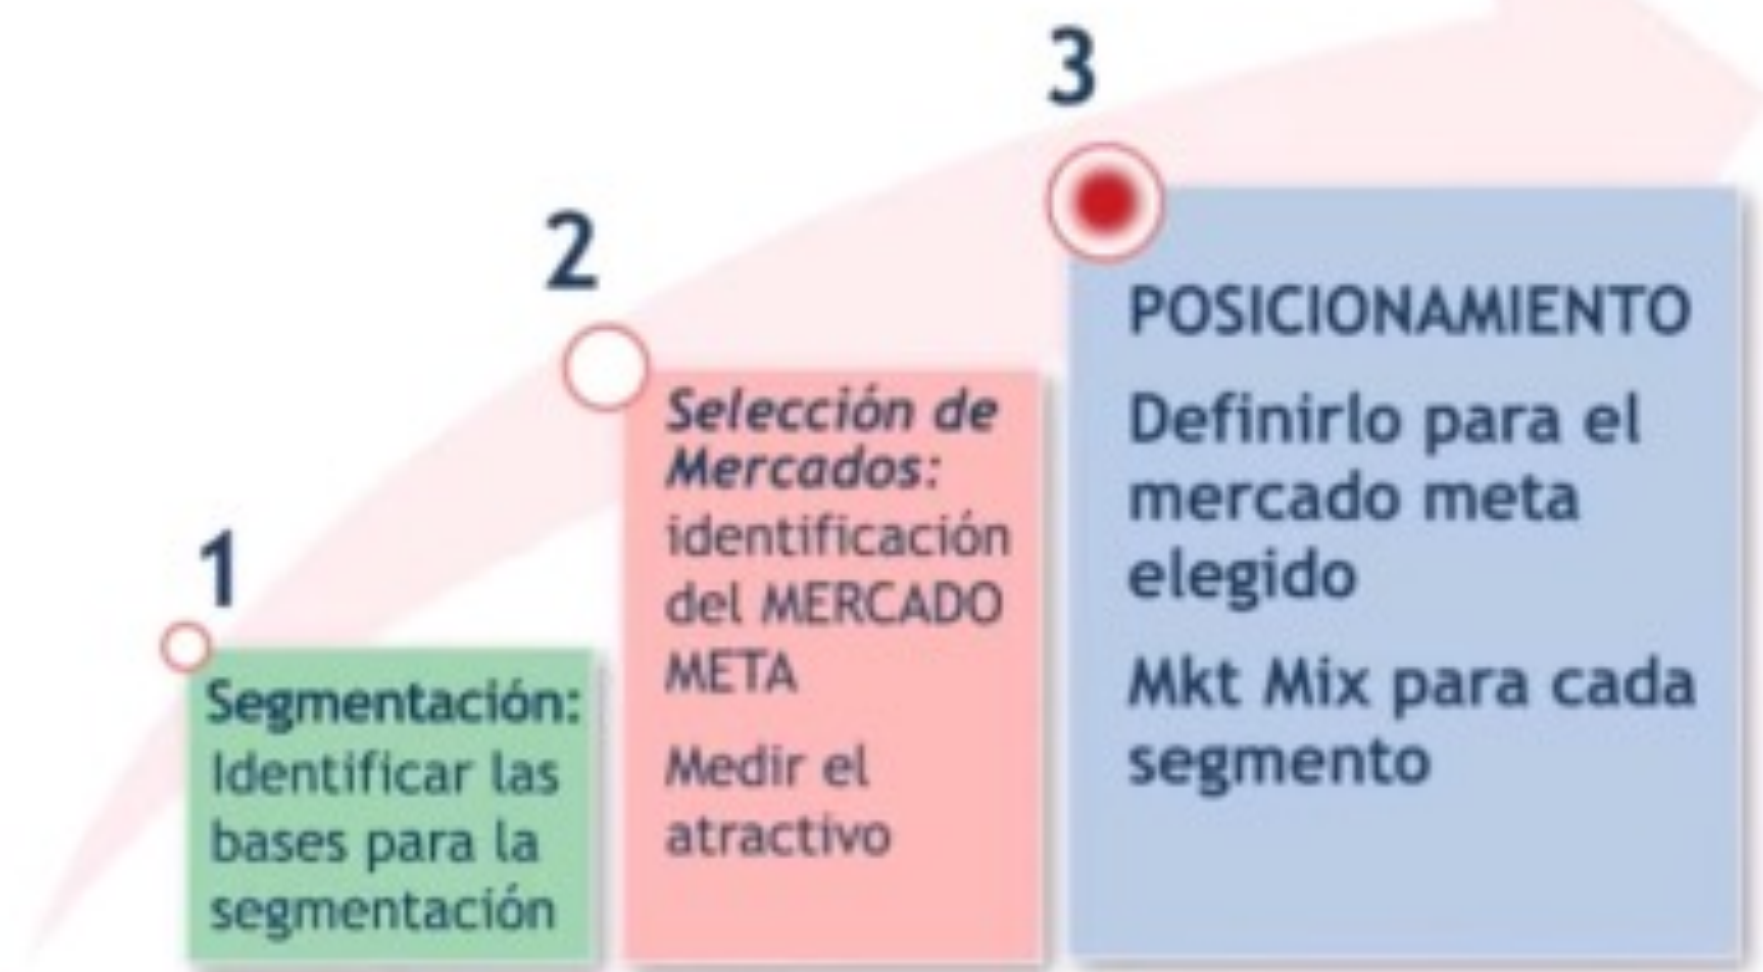 1
Segmentación:
Identificar las
bases para la
segmentación
2
Selección de
Mercados:
identificación
del MERCADO
META
Medir el
atractivo
3
POSICIONAMIENTO
Definirlo para el
mercado meta
elegido
Mkt Mix para cada
segmento